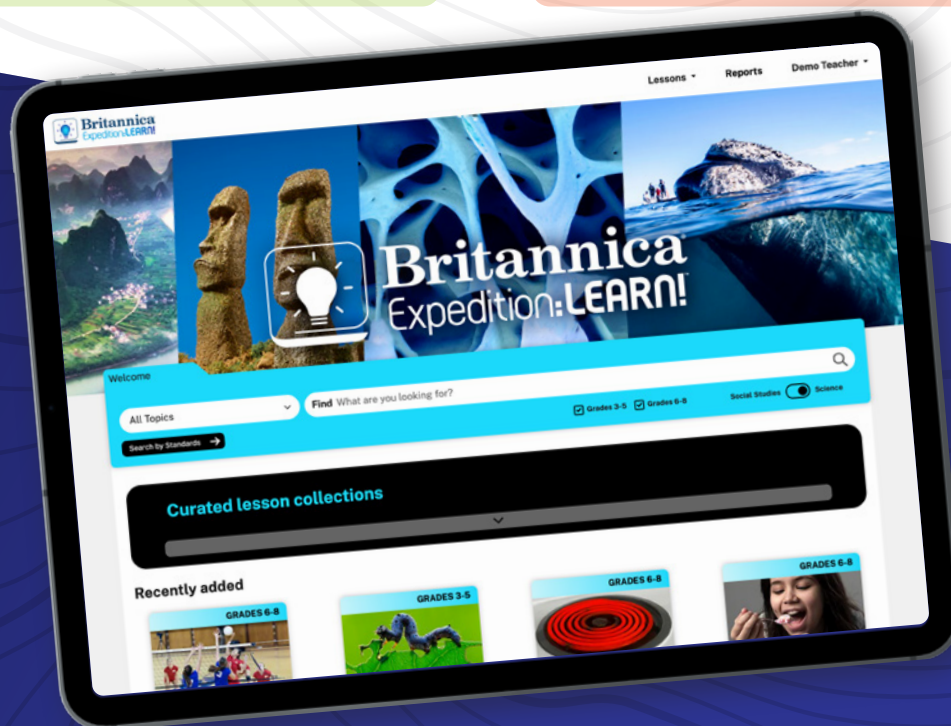 Britannica
Expedition:LEARN!
Lessons
Reports
Demo Teacher
Britannica
Expedition:LEARN!
Welcome
All Topics
Find What are you looking for?
Search by Standards
Grades 3-5
Grades 6-8
Social Studies
Science
Curated lesson collections
Recently added
GRADES 6-8
GRADES 3-5
GRADES 6-8
GRADES 6-8